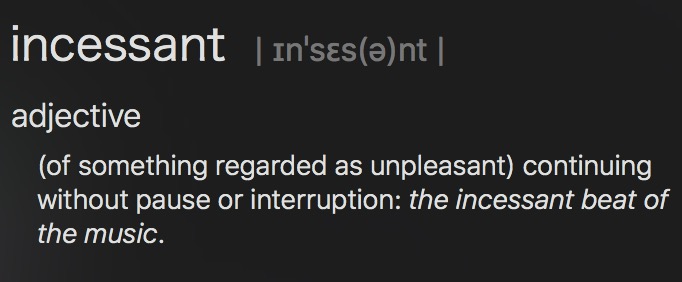 incessant | ɪnˈsɛs(ə)nt |
adjective
(of something regarded as unpleasant) continuing
without pause or interruption: the incessant beat of
the music.